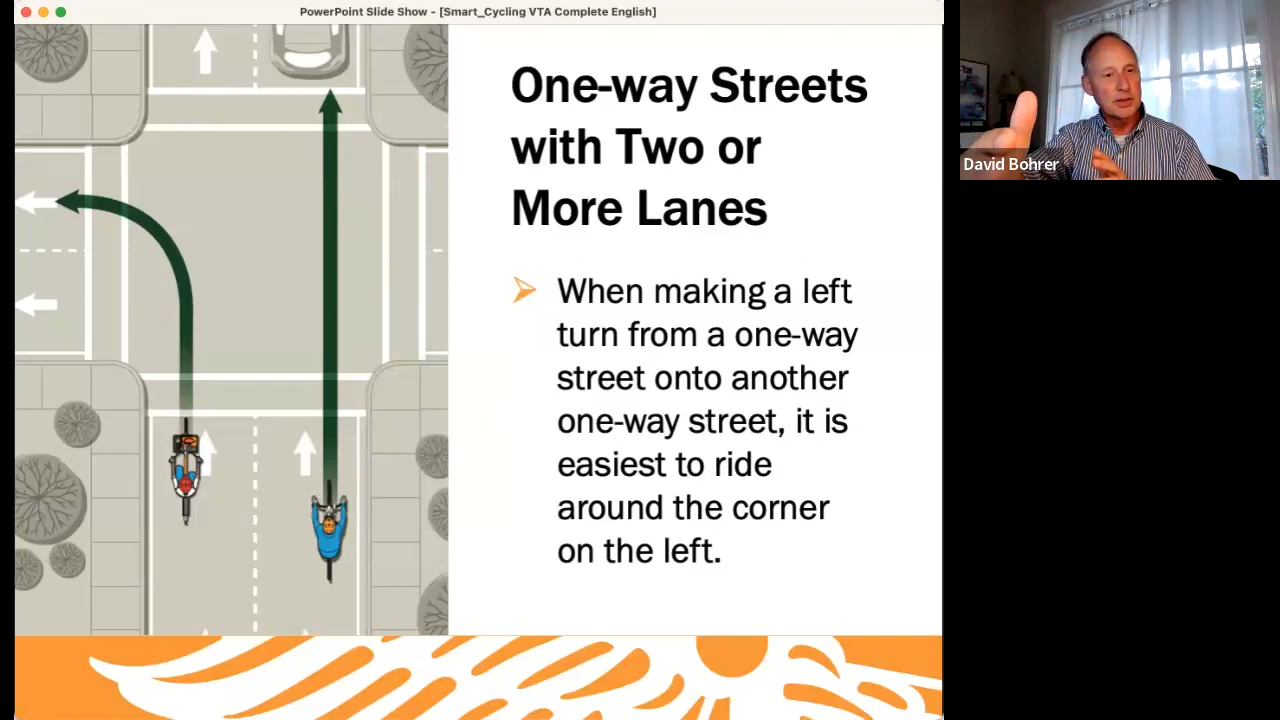 PowerPoint Slide Show - [Smart_Cycling VTA Complete English]
One-way Streets
with Two or
More Lanes
When making a left
turn from a one-way
street onto another
one-way street, it is
easiest to ride
around the corner
on the left.
David Bohrer